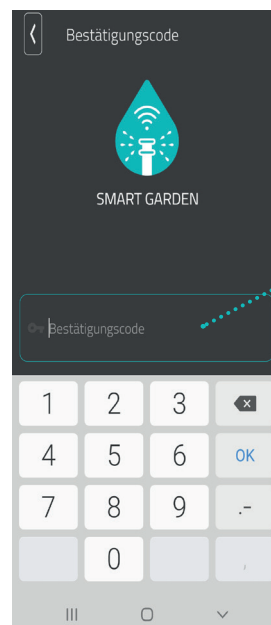 Bestätigungscode
SMART GARDEN
Bestätigungscode
1 2 3
4 5 6 OK
7 8 9 .-
0 ,